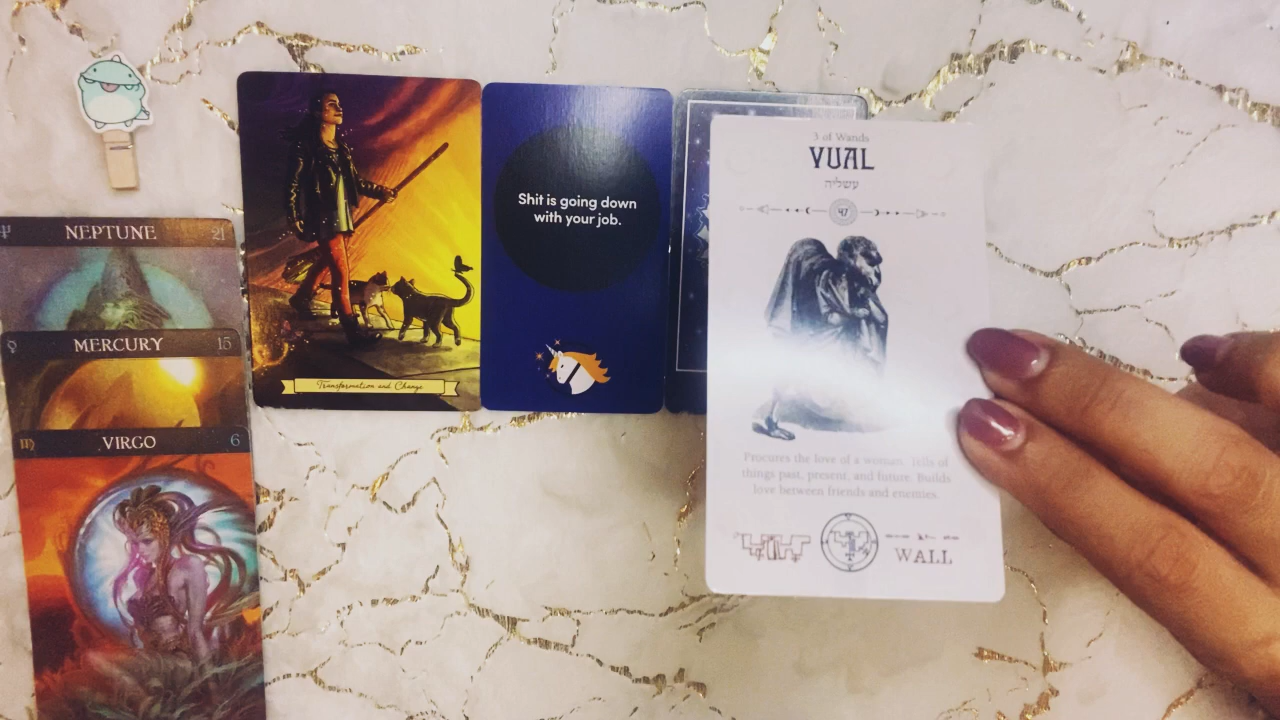 NEPTUNE 21
MERCURY 15
VIRGO 6
Transformation and Change
Shit is going down
with your job.
3 of Wands
VUAL
עשליה
47
Procures the love of a woman. Tells of
things past, present, and future. Builds
love between friends and enemies.
WALL